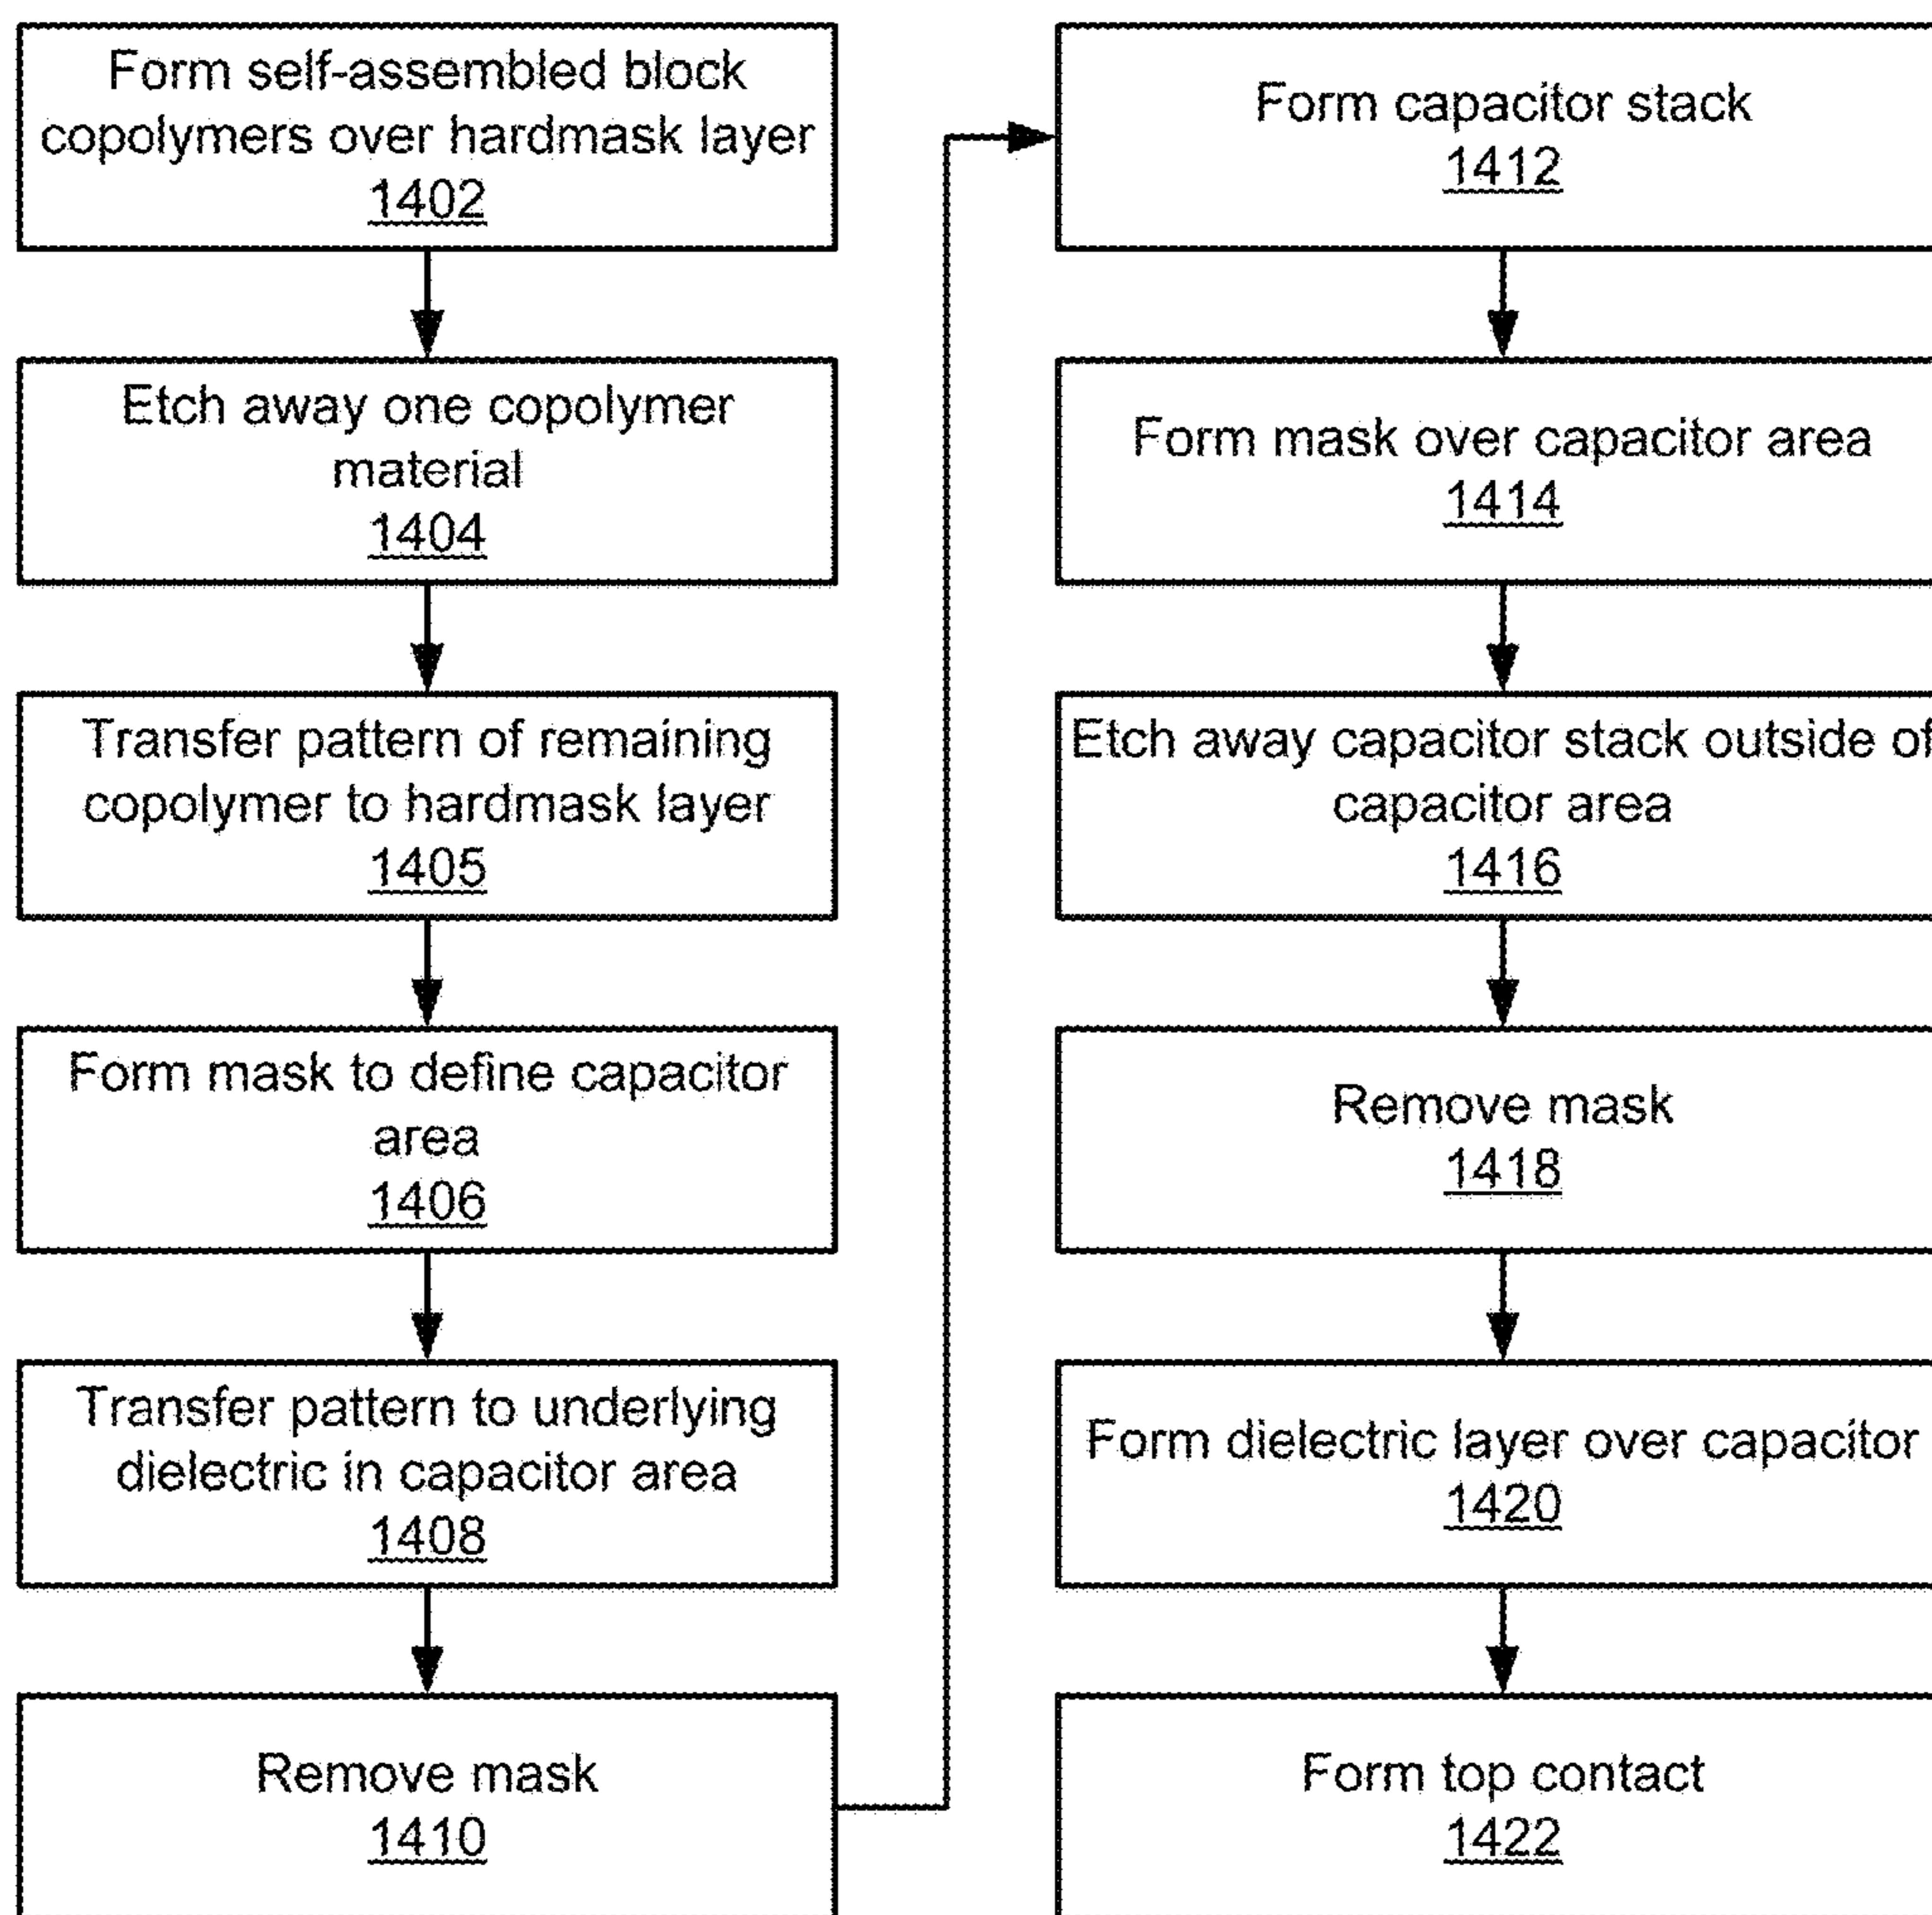 Form self-assembled block
copolymers over hardmask layer
1402
Etch away one copolymer
material
1404
Transfer pattern of remaining
copolymer to hardmask layer
1405
Form mask to define capacitor
area
1406
Transfer pattern to underlying
dielectric in capacitor area
1408
Remove mask
1410
Form capacitor stack
1412
Form mask over capacitor area
1414
Etch away capacitor stack outside of
capacitor area
1416
Remove mask
1418
Form dielectric layer over capacitor
1420
Form top contact
1422